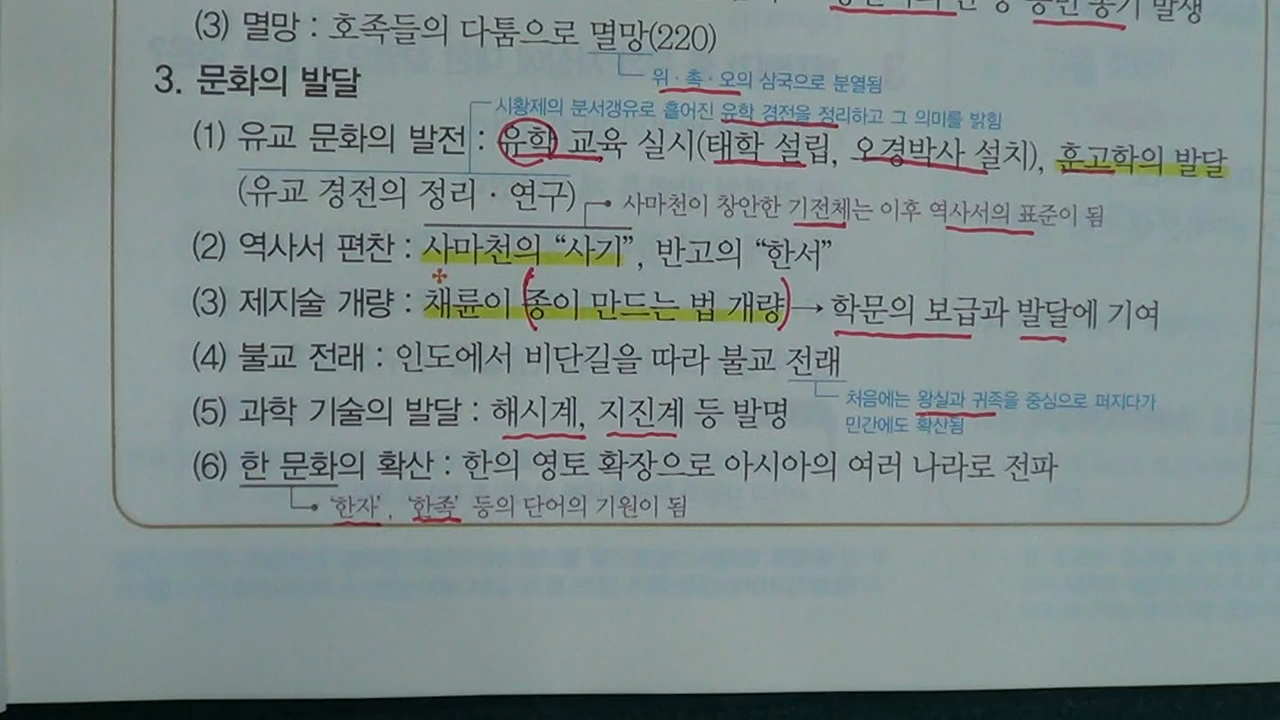 발생
(3) 멸망 : 호족들의 다툼으로 멸망(220)
위·촉·오의 삼국으로 분열됨
3. 문화의 발달
시황제의 분서갱유로 흩어진 유학 경전을 정리하고 그 의미를 밝힘
(1) 유교 문화의 발전 : 유학 교육 실시(태학 설립, 오경박사 설치), 훈고학의 발달
(유교 경전의 정리·연구)
사마천이 창안한 기전체는 이후 역사서의 표준이 됨
(2) 역사서 편찬 : 사마천의 “사기”, 반고의 “한서”
(3) 제지술 개량 : 채륜이 종이 만드는 법 개량 → 학문의 보급과 발달에 기여
(4) 불교 전래 : 인도에서 비단길을 따라 불교 전래
처음에는 왕실과 귀족을 중심으로 퍼지다가
민간에도 확산됨
(5) 과학 기술의 발달 : 해시계, 지진계 등 발명
(6) 한 문화의 확산 : 한의 영토 확장으로 아시아의 여러 나라로 전파
‘한자’, ‘한족’ 등의 단어의 기원이 됨